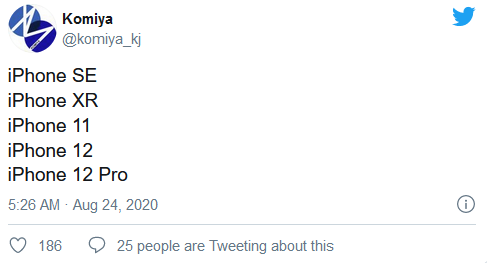 Komiya
@komiya_kj
iPhone SE
iPhone XR
iPhone 11
iPhone 12
iPhone 12 Pro
5:26 AM · Aug 24, 2020
186 25 people are Tweeting about this